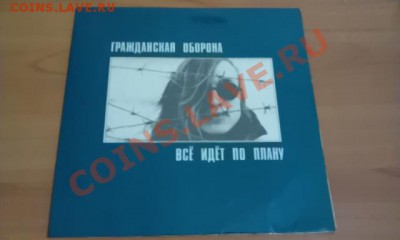 COINS.LAVE.RU
ГРАЖДАНСКАЯ ОБОРОНА
COINS.LAVE.RU
ВСЁ ИДЁТ ПО ПЛАНУ
COINS.LAVE.RU